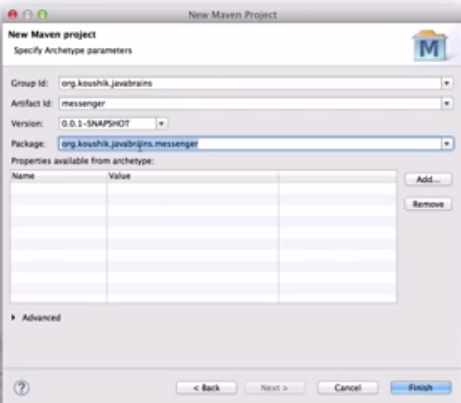 New Maven Project
New Maven project
Specify Archetype parameters
M
Group Id: org.koushik.javabrains
Artifact Id: messenger
Version: 0.0.1-SNAPSHOT
Package: org.koushik.javabrains.messenger
Properties available from archetype:
Name Value
Add...
Remove
Advanced
? < Back Next > Cancel Finish